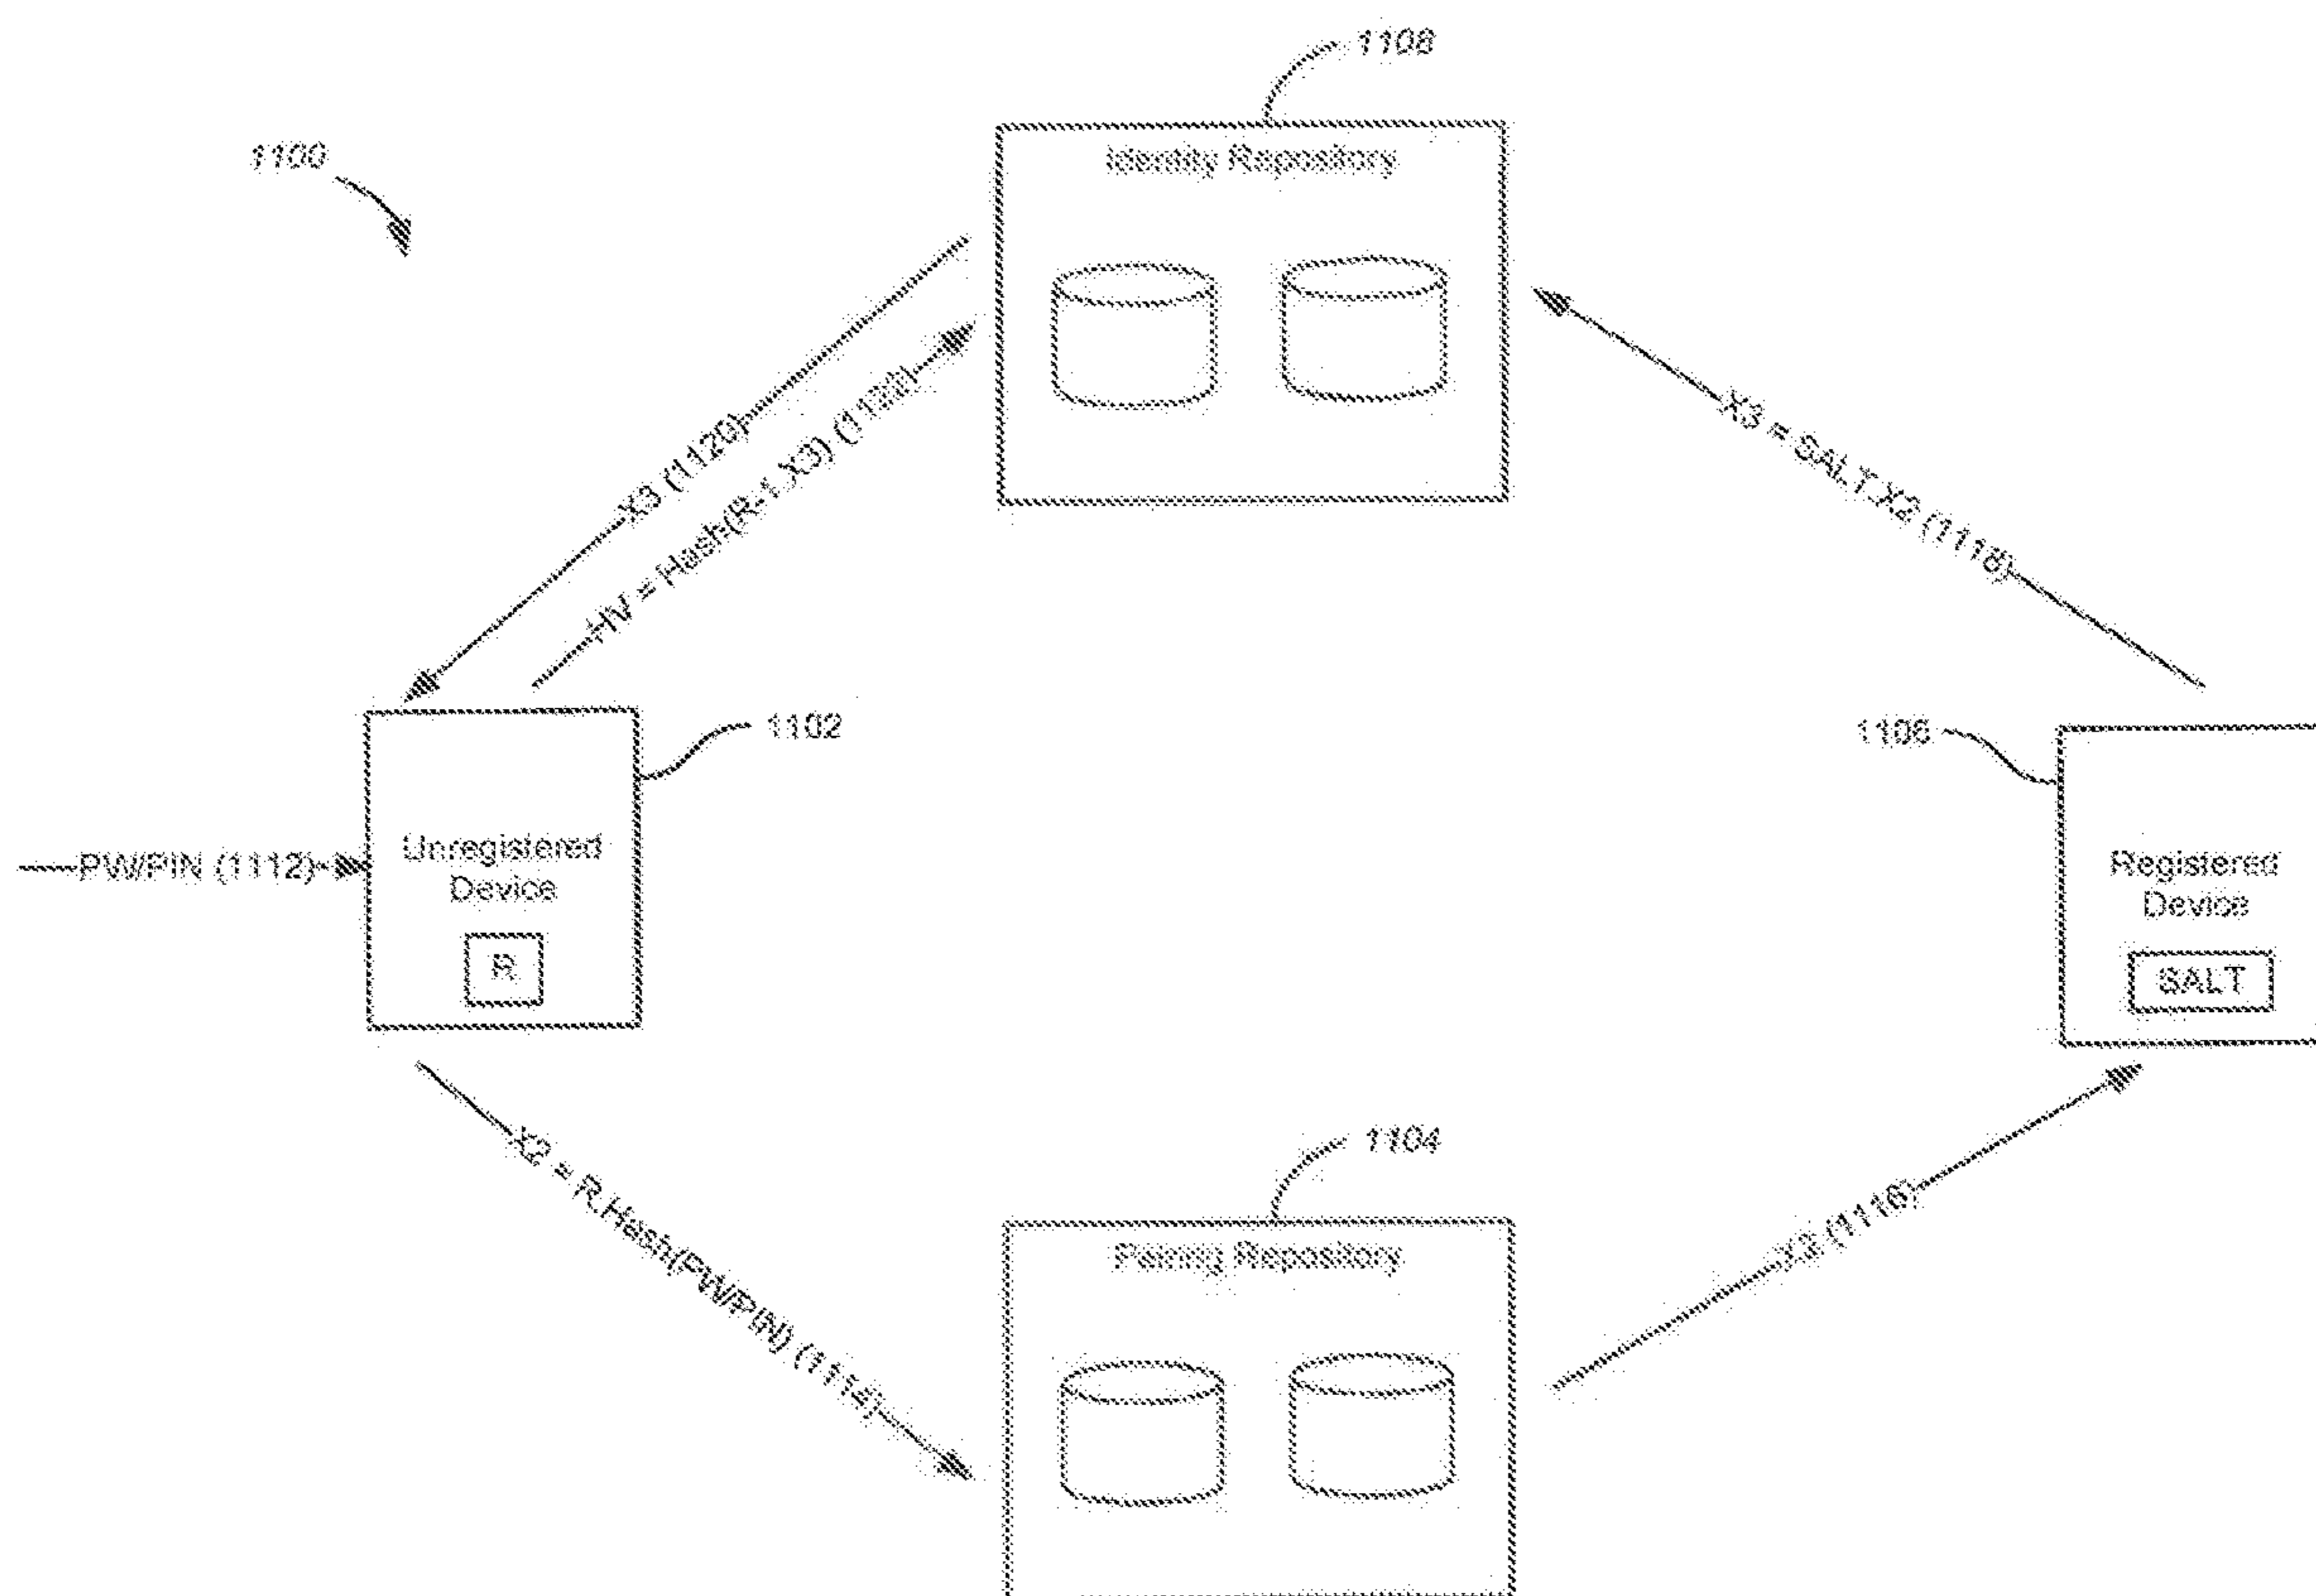 1108
1100
Identity Repository
X3 (1120)
HV = Hash(R-1.X3) (1122)
X3 = SALT.X2 (1118)
1102
1106
PW/PIN (1112)
Unregistered
Device
R
Registered
Device
SALT
X2 = R.Hash(PW/PIN) (1114)
1104
Pairing Repository
X2 (1116)